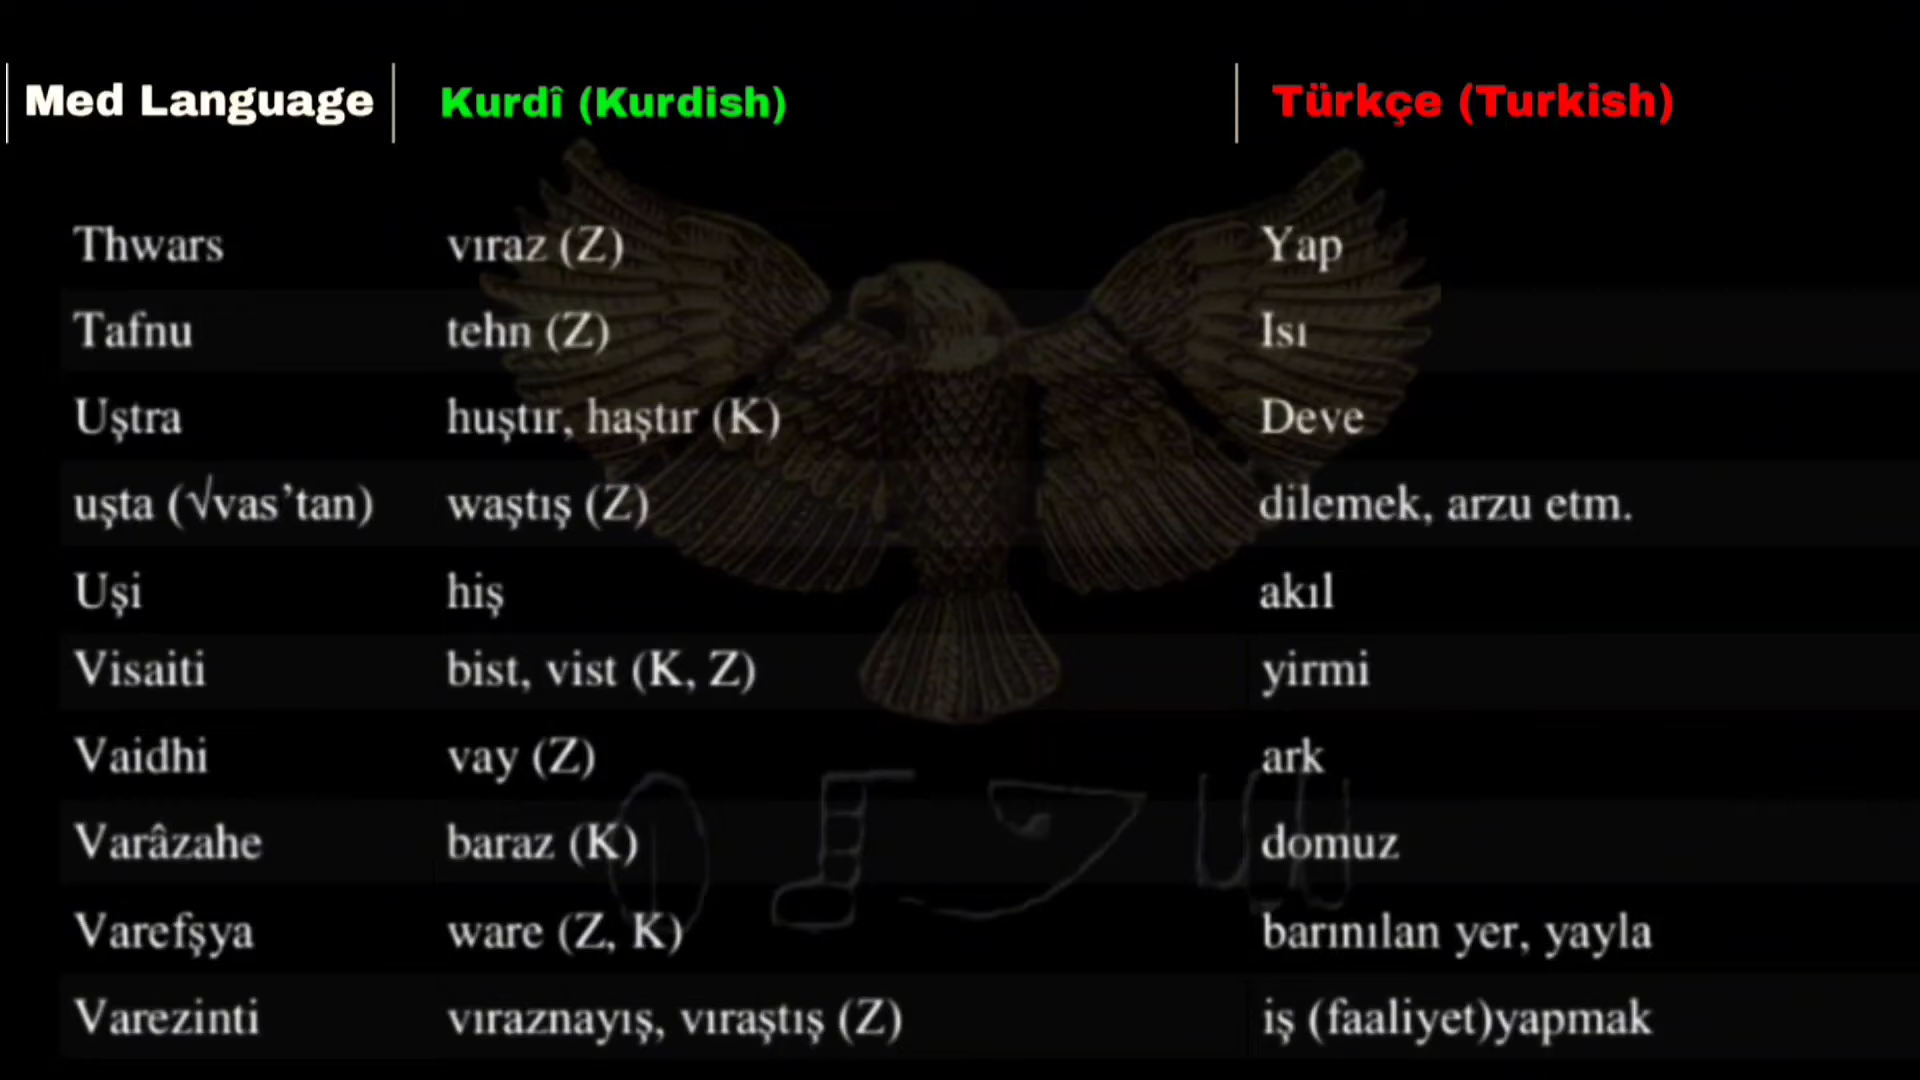 Med Language Kurdî (Kurdish) Türkçe (Turkish)
Thwars vıraz (Z) Yap
Tafnu tehn (Z) Isı
Uştra huştır, haştır (K) Deve
uşta (√vas’tan) waştış (Z) dilemek, arzu etm.
Uşi hiş akıl
Visaiti bist, vist (K, Z) yirmi
Vaidhi vay (Z) ark
Varâzahe baraz (K) domuz
Varefşya ware (Z, K) barınılan yer, yayla
Varezinti vıraznayış, vıraştış (Z) iş (faaliyet)yapmak